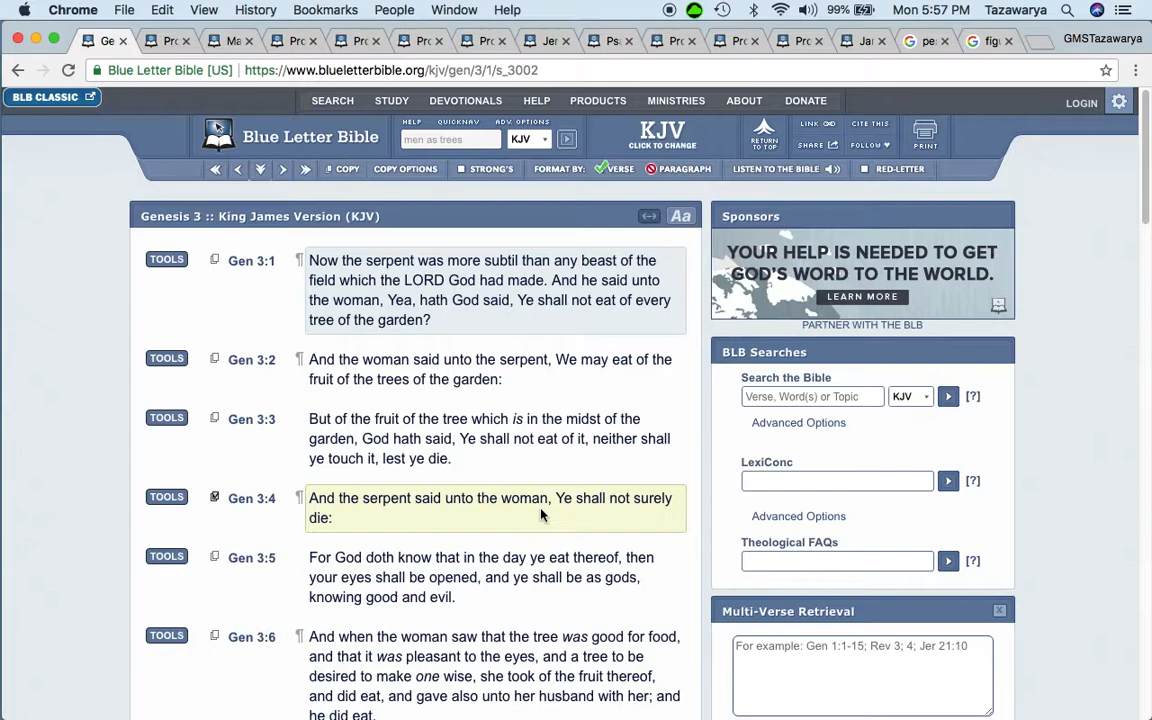 Chrome File Edit View History Bookmarks People Window Help 99% Mon 5:57 PM Tazawarya
Ge Pro Ma Pro Pro Pro Pro Jer Psa Pro Pro Pro Jar pe figu GMSTazawarya
Blue Letter Bible [US] https://www.blueletterbible.org/kjv/gen/3/1/s_3002
BLB CLASSIC
SEARCH STUDY DEVOTIONALS HELP PRODUCTS MINISTRIES ABOUT DONATE LOGIN
HELP QUICKNAV ADV. OPTIONS
Blue Letter Bible men as trees KJV
KJV
CLICK TO CHANGE
RETURN
TO TOP
LINK CITE THIS
SHARE FOLLOW
PRINT
COPY COPY OPTIONS STRONG'S FORMAT BY: VERSE PARAGRAPH LISTEN TO THE BIBLE RED-LETTER
Genesis 3 :: King James Version (KJV) Aa
TOOLS Gen 3:1 ¶ Now the serpent was more subtil than any beast of the
field which the LORD God had made. And he said unto
the woman, Yea, hath God said, Ye shall not eat of every
tree of the garden?
TOOLS Gen 3:2 ¶ And the woman said unto the serpent, We may eat of the
fruit of the trees of the garden:
TOOLS Gen 3:3 But of the fruit of the tree which is in the midst of the
garden, God hath said, Ye shall not eat of it, neither shall
ye touch it, lest ye die.
TOOLS Gen 3:4 ¶ And the serpent said unto the woman, Ye shall not surely
die:
TOOLS Gen 3:5 For God doth know that in the day ye eat thereof, then
your eyes shall be opened, and ye shall be as gods,
knowing good and evil.
TOOLS Gen 3:6 ¶ And when the woman saw that the tree was good for food,
and that it was pleasant to the eyes, and a tree to be
desired to make one wise, she took of the fruit thereof,
and did eat, and gave also unto her husband with her; and
he did eat.
Sponsors
YOUR HELP IS NEEDED TO GET
GOD'S WORD TO THE WORLD.
LEARN MORE
PARTNER WITH THE BLB
BLB Searches
Search the Bible
Verse, Word(s) or Topic KJV [?]
Advanced Options
LexiConc
[?]
Advanced Options
Theological FAQs
[?]
Multi-Verse Retrieval X
For example: Gen 1:1-15; Rev 3; 4; Jer 21:10